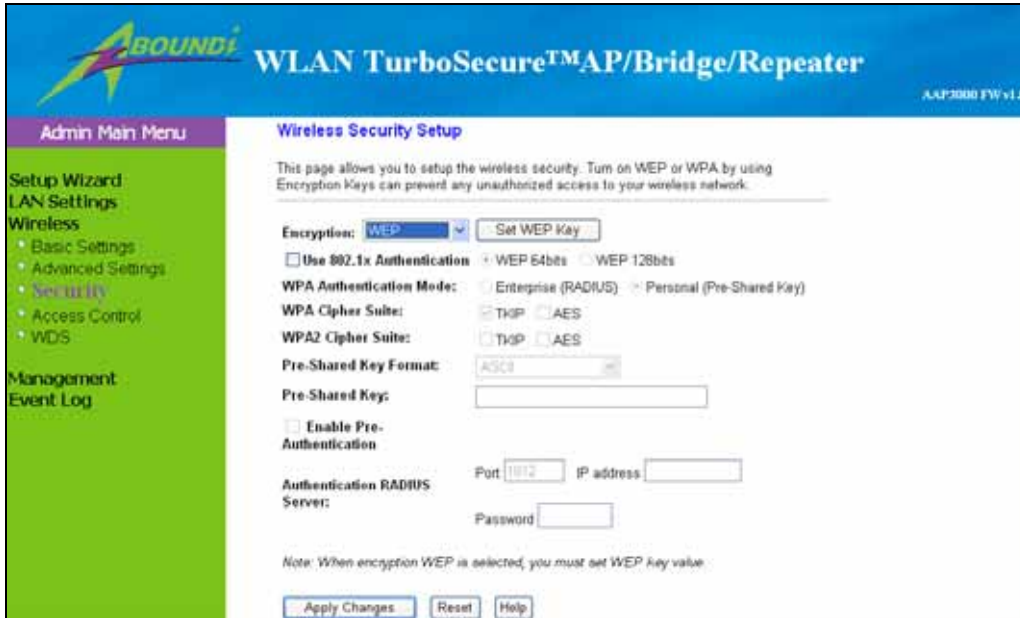 ABOUNDi
WLAN TurboSecure™AP/Bridge/Repeater
AAP3000 FW v1.
Admin Main Menu
Setup Wizard
LAN Settings
Wireless
Basic Settings
Advanced Settings
Security
Access Control
WDS
Management
Event Log
Wireless Security Setup
This page allows you to setup the wireless security. Turn on WEP or WPA by using
Encryption Keys can prevent any unauthorized access to your wireless network.
Encryption: WEP Set WEP Key
Use 802.1x Authentication WEP 64bits WEP 128bits
WPA Authentication Mode: Enterprise (RADIUS) Personal (Pre-Shared Key)
WPA Cipher Suite: TKIP AES
WPA2 Cipher Suite: TKIP AES
Pre-Shared Key Format: ASCII
Pre-Shared Key:
Enable Pre-
Authentication
Authentication RADIUS
Server:
Port 1812 IP address
Password
Note: When encryption WEP is selected, you must set WEP key value.
Apply Changes Reset Help